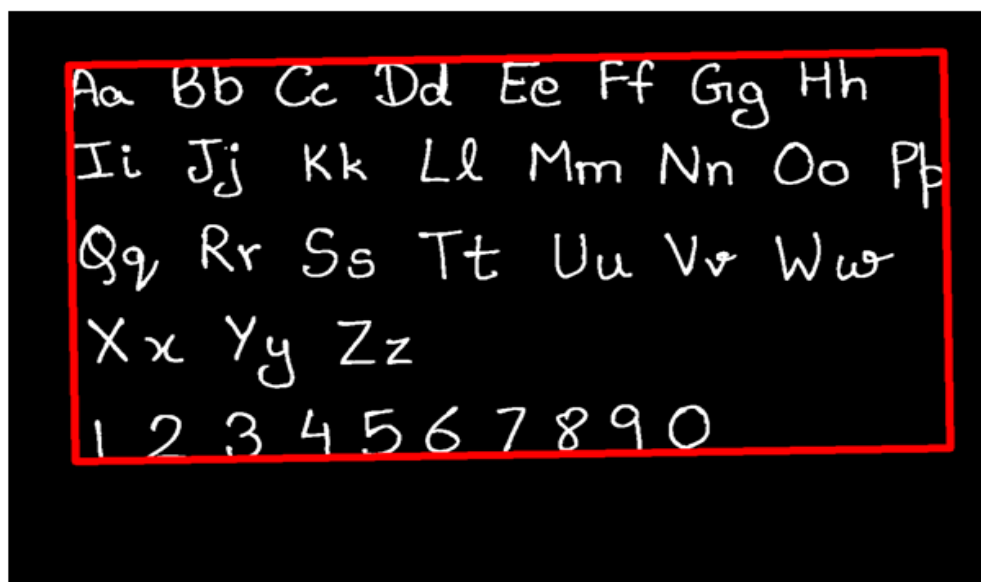 Aa Bb Cc Dd Ee Ff Gg Hh
Ii Jj Kk Ll Mm Nn Oo Pp
Qq Rr Ss Tt Uu Vv Ww
Xx Yy Zz
1 2 3 4 5 6 7 8 9 0